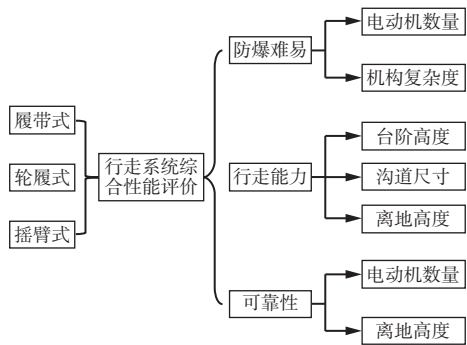 履带式
轮履式
摇臂式
行走系统综
合性能评价
防爆难易
行走能力
可靠性
电动机数量
机构复杂度
台阶高度
沟道尺寸
离地高度
电动机数量
离地高度